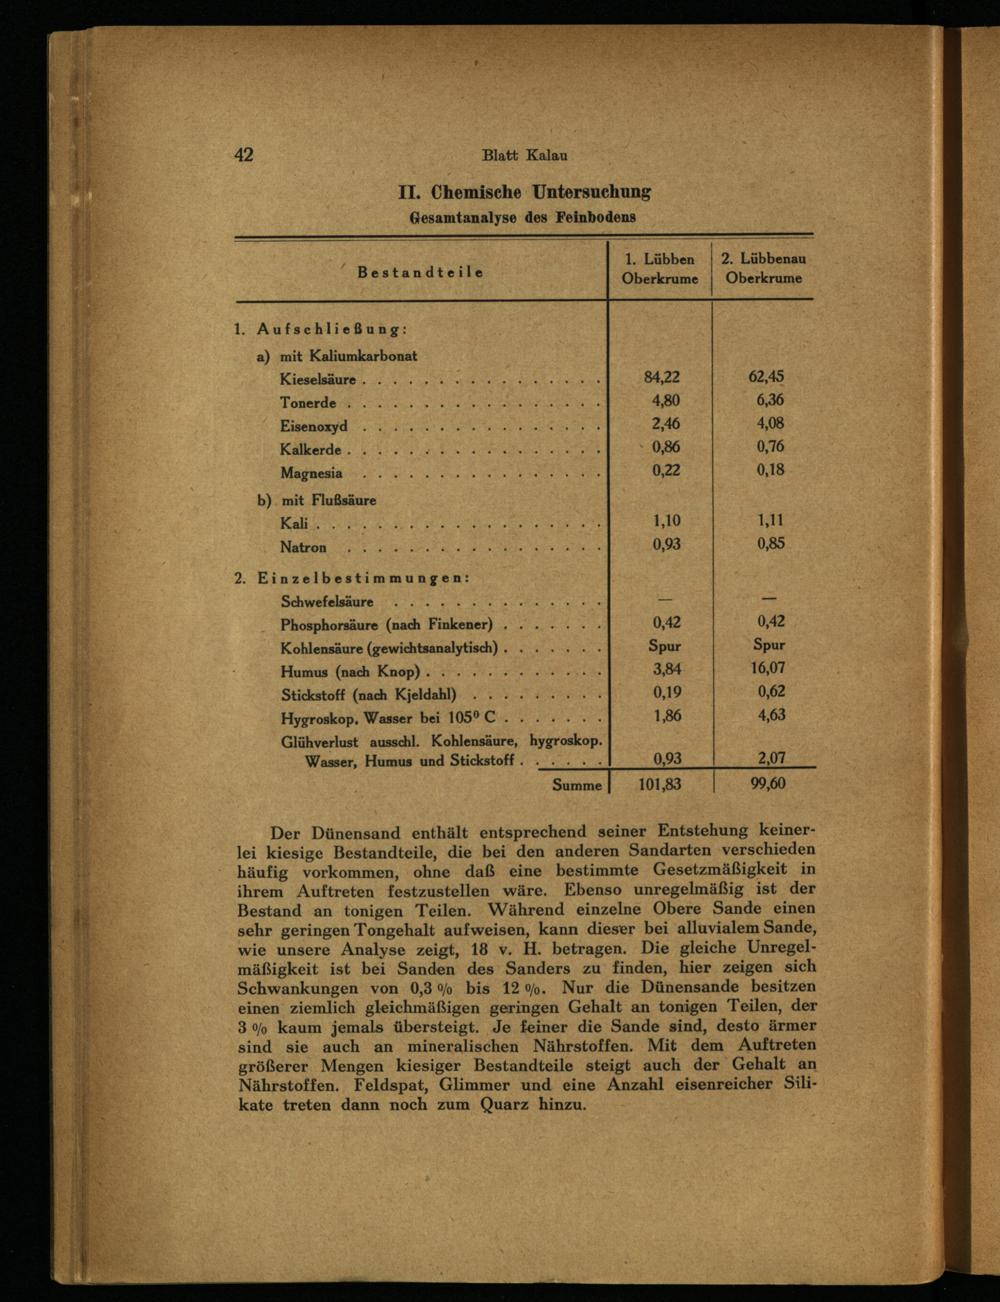 42 Blatt Kalau
II. Chemische Untersuchung
Gesamtanalyse des Feinbodens
Bestandteile 1. Lübben Oberkrume 2. Lübbenau Oberkrume
1. Aufschließung:
a) mit Kaliumkarbonat
Kieselsäure . . . . . . . . . . . . . . . . 84,22 62,45
Tonerde . . . . . . . . . . . . . . . . . 4,80 6,36
Eisenoxyd . . . . . . . . . . . . . . . . 2,46 4,08
Kalkerde . . . . . . . . . . . . . . . . . 0,86 0,76
Magnesia . . . . . . . . . . . . . . . . 0,22 0,18
b) mit Flußsäure
Kali . . . . . . . . . . . . . . . . . . . 1,10 1,11
Natron . . . . . . . . . . . . . . . . . 0,93 0,85
2. Einzelbestimmungen:
Schwefelsäure . . . . . . . . . . . . . . — —
Phosphorsäure (nach Finkener) . . . . . . . 0,42 0,42
Kohlensäure (gewichtsanalytisch) . . . . . . . Spur Spur
Humus (nach Knop) . . . . . . . . . . . . 3,84 16,07
Stickstoff (nach Kjeldahl) . . . . . . . . . 0,19 0,62
Hygroskop. Wasser bei 105⁰ C . . . . . . . 1,86 4,63
Glühverlust ausschl. Kohlensäure, hygroskop.
Wasser, Humus und Stickstoff . . . . . . 0,93 2,07
Summe 101,83 99,60
Der Dünensand enthält entsprechend seiner Entstehung keiner-
lei kiesige Bestandteile, die bei den anderen Sandarten verschieden
häufig vorkommen, ohne daß eine bestimmte Gesetzmäßigkeit in
ihrem Auftreten festzustellen wäre. Ebenso unregelmäßig ist der
Bestand an tonigen Teilen. Während einzelne Obere Sande einen
sehr geringen Tongehalt aufweisen, kann dieser bei alluvialem Sande,
wie unsere Analyse zeigt, 18 v. H. betragen. Die gleiche Unregel-
mäßigkeit ist bei Sanden des Sanders zu finden, hier zeigen sich
Schwankungen von 0,3 % bis 12 %. Nur die Dünensande besitzen
einen ziemlich gleichmäßigen geringen Gehalt an tonigen Teilen, der
3 % kaum jemals übersteigt. Je feiner die Sande sind, desto ärmer
sind sie auch an mineralischen Nährstoffen. Mit dem Auftreten
größerer Mengen kiesiger Bestandteile steigt auch der Gehalt an
Nährstoffen. Feldspat, Glimmer und eine Anzahl eisenreicher Sili-
kate treten dann noch zum Quarz hinzu.